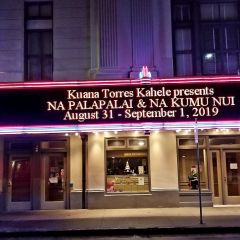 Kuana Torres Kahele presents
NA PALAPALAI & NA KUMU NUI
August 31 - September 1, 2019